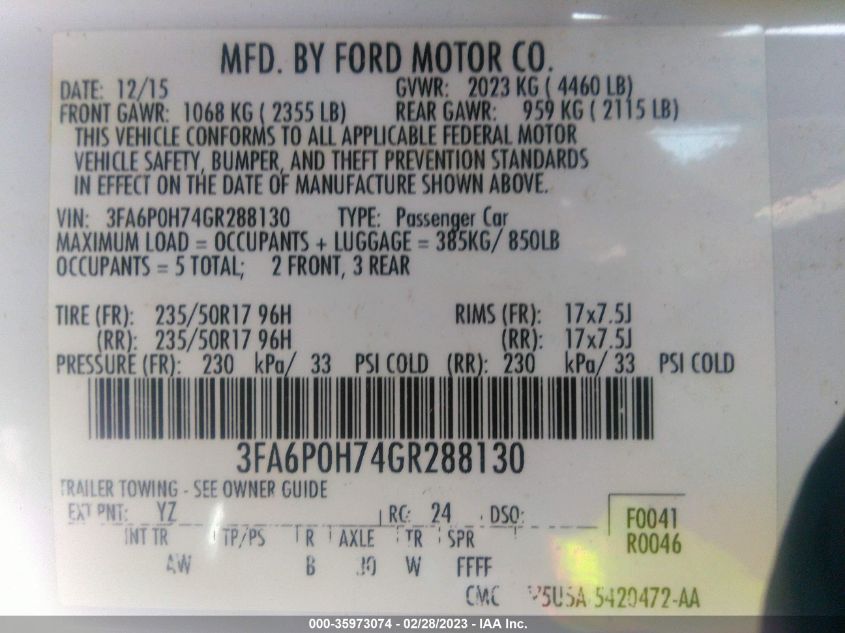 MFD. BY FORD MOTOR CO.
DATE: 12/15 GVWR: 2023 KG ( 4460 LB)
FRONT GAWR: 1068 KG ( 2355 LB) REAR GAWR: 959 KG ( 2115 LB)
THIS VEHICLE CONFORMS TO ALL APPLICABLE FEDERAL MOTOR
VEHICLE SAFETY, BUMPER, AND THEFT PREVENTION STANDARDS
IN EFFECT ON THE DATE OF MANUFACTURE SHOWN ABOVE.
VIN: 3FA6P0H74GR288130 TYPE: Passenger Car
MAXIMUM LOAD = OCCUPANTS + LUGGAGE = 385KG/ 850LB
OCCUPANTS = 5 TOTAL; 2 FRONT, 3 REAR
TIRE (FR): 235/50R17 96H RIMS (FR): 17x7.5J
(RR): 235/50R17 96H (RR): 17x7.5J
PRESSURE (FR): 230 kPa/ 33 PSI COLD (RR): 230 kPa/ 33 PSI COLD
3FA6P0H74GR288130
TRAILER TOWING - SEE OWNER GUIDE
EXT PNT: YZ RC: 24 DSO: F0041
INT TR TP/PS R AXLE TR SPR R0046
AW B W FFFF
CMC 5420472-AA
000-35973074 / 02/28/2023 - IAA Inc.